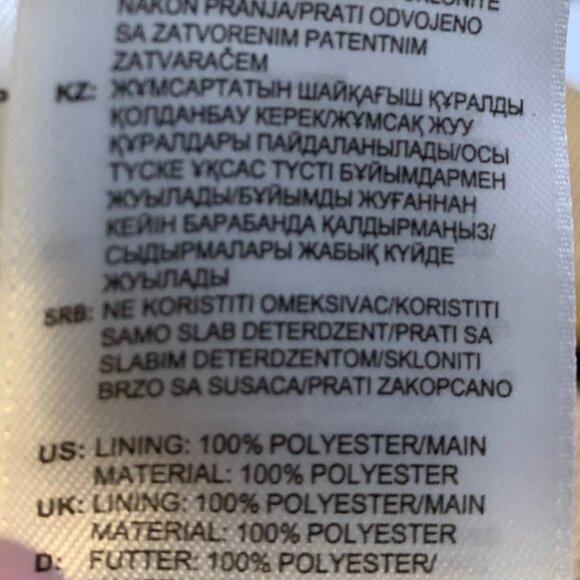 NAKON PRANJA/PRATI ODVOJENO
SA ZATVORENIM PATENTNIM
ZATVARAČEM
KZ: ЖҰМСАРТАТЫН ШАЙҚАҒЫШ ҚҰРАЛДЫ
ҚОЛДАНБАУ КЕРЕК/ЖҰМСАҚ ЖУУ
ҚҰРАЛДАРЫ ПАЙДАЛАНЫЛАДЫ/ОСЫ
ТҮСКЕ ҰҚСАС ТҮСТІ БҰЙЫМДАРМЕН
ЖУЫЛАДЫ/БҰЙЫМДЫ ЖУҒАННАН
КЕЙІН БАРАБАНДА ҚАЛДЫРМАҢЫЗ/
СЫДЫРМАЛАРЫ ЖАБЫҚ КҮЙДЕ
ЖУЫЛАДЫ
SRB: NE KORISTITI OMEKSIVAC/KORISTITI
SAMO SLAB DETERDZENT/PRATI SA
SLABIM DETERDZENTOM/SKLONITI
BRZO SA SUSACA/PRATI ZAKOPCANO
US: LINING: 100% POLYESTER/MAIN
MATERIAL: 100% POLYESTER
UK: LINING: 100% POLYESTER/MAIN
MATERIAL: 100% POLYESTER
D: FUTTER: 100% POLYESTER/